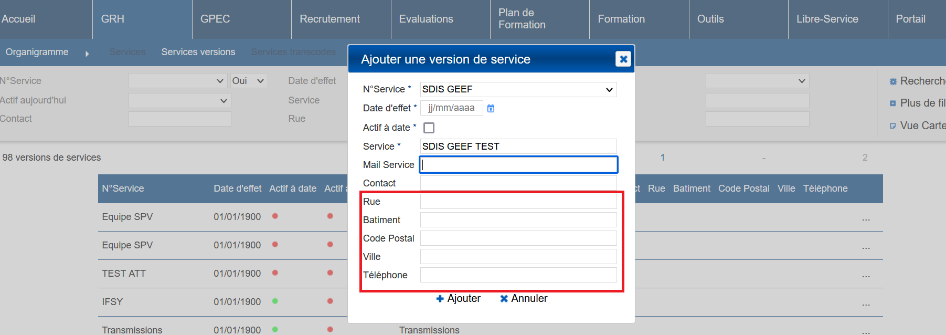 Accueil GRH GPEC Recrutement Evaluations Plan de Formation Formation Outils Libre-Service Portail
Organigramme Services Services versions Services transcodés
Ajouter une version de service
N°Service Oui Date d'effet
Actif aujourd'hui Service
Contact Rue
Recherche
Plus de fil
Vue Carte
N°Service * SDIS GEEF
Date d'effet * jj/mm/aaaa
Actif à date *
Service * SDIS GEEF TEST
Mail Service
Contact
Rue
Batiment
Code Postal
Ville
Téléphone
Ajouter Annuler
98 versions de services 1 - 2
N°Service Date d'effet Actif à date Actif a ct Rue Batiment Code Postal Ville Téléphone
Equipe SPV 01/01/1900 ...
Equipe SPV 01/01/1900 ...
TEST ATT 01/01/1900 ...
IFSY 01/01/1900 ...
Transmissions 01/01/1900 Transmissions ...